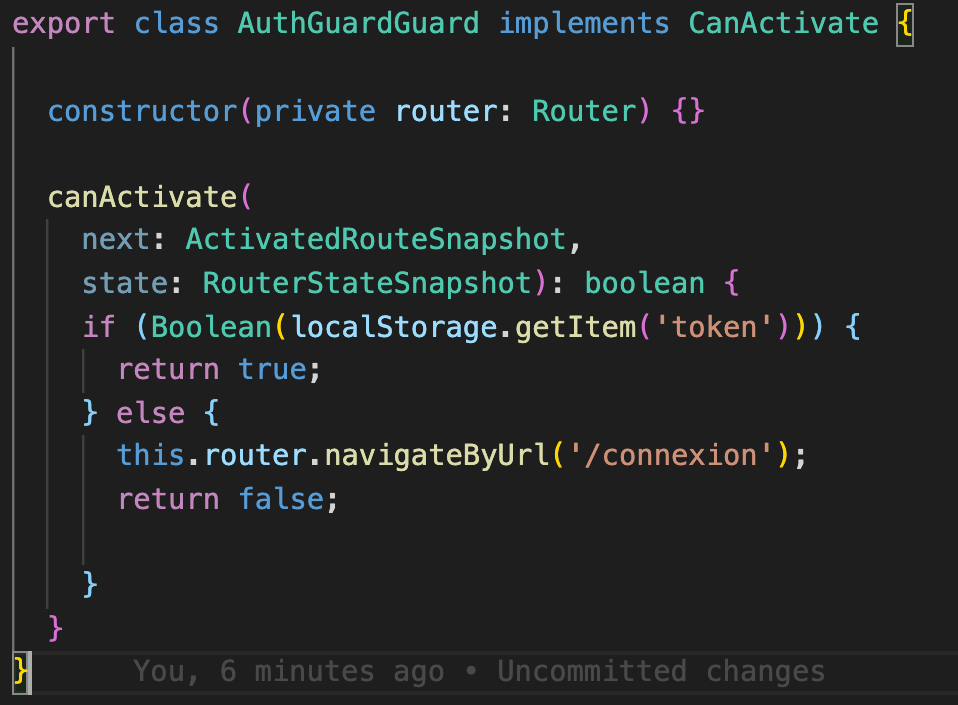 export class AuthGuardGuard implements CanActivate {
constructor(private router: Router) {}
canActivate(
next: ActivatedRouteSnapshot,
state: RouterStateSnapshot): boolean {
if (Boolean(localStorage.getItem('token'))) {
return true;
} else {
this.router.navigateByUrl('/connexion');
return false;
}
}
} You, 6 minutes ago • Uncommitted changes